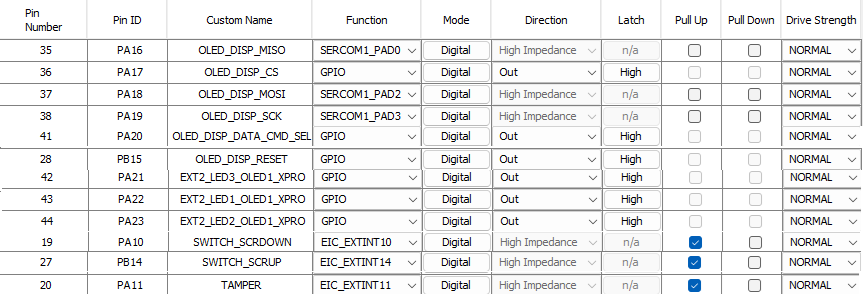 Pin Number Pin ID Custom Name Function Mode Direction Latch Pull Up Pull Down Drive Strength
35 PA16 OLED_DISP_MISO SERCOM1_PAD0 Digital High Impedance n/a NORMAL
36 PA17 OLED_DISP_CS GPIO Digital Out High NORMAL
37 PA18 OLED_DISP_MOSI SERCOM1_PAD2 Digital High Impedance n/a NORMAL
38 PA19 OLED_DISP_SCK SERCOM1_PAD3 Digital High Impedance n/a NORMAL
41 PA20 OLED_DISP_DATA_CMD_SEL GPIO Digital Out High NORMAL
28 PB15 OLED_DISP_RESET GPIO Digital Out High NORMAL
42 PA21 EXT2_LED3_OLED1_XPRO GPIO Digital Out High NORMAL
43 PA22 EXT2_LED1_OLED1_XPRO GPIO Digital Out High NORMAL
44 PA23 EXT2_LED2_OLED1_XPRO GPIO Digital Out High NORMAL
19 PA10 SWITCH_SCRDOWN EIC_EXTINT10 Digital High Impedance n/a NORMAL
27 PB14 SWITCH_SCRUP EIC_EXTINT14 Digital High Impedance n/a NORMAL
20 PA11 TAMPER EIC_EXTINT11 Digital High Impedance n/a NORMAL